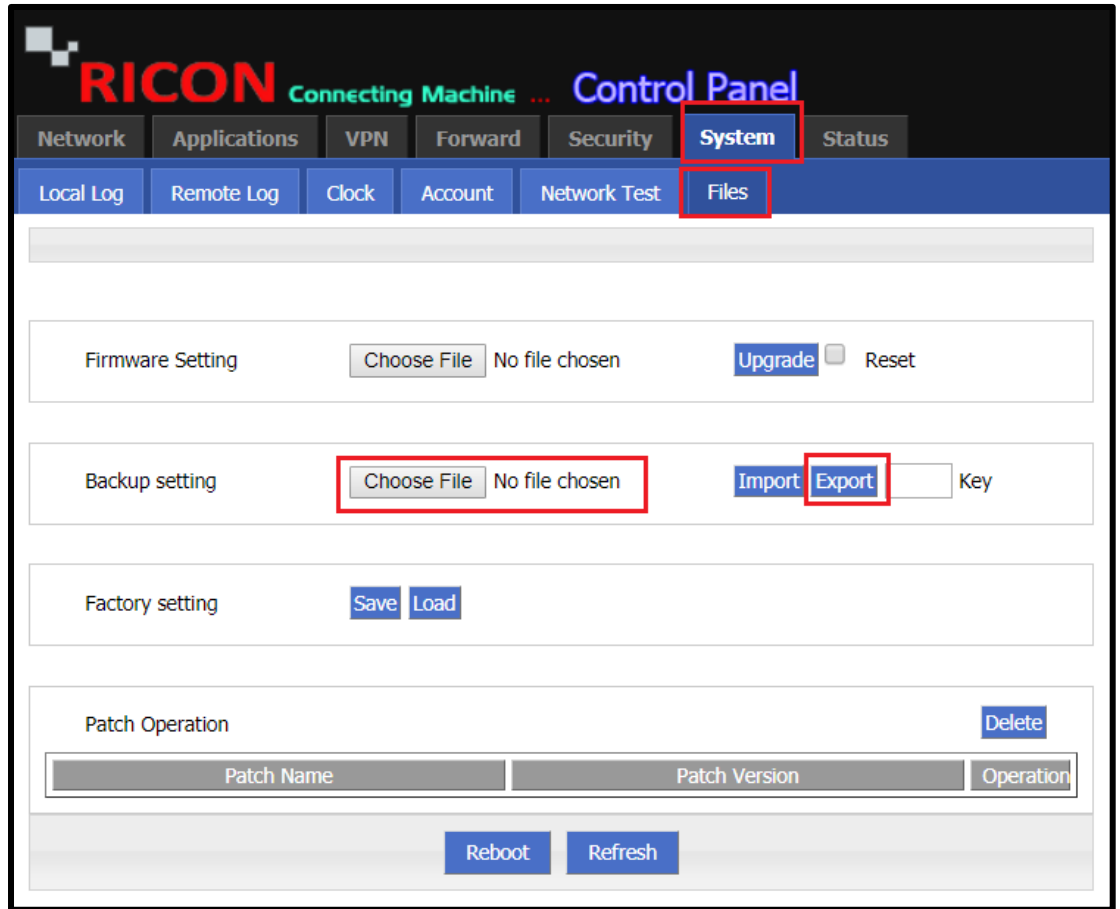 RICON Connecting Machine ... Control Panel
Network Applications VPN Forward Security System Status
Local Log Remote Log Clock Account Network Test Files
Firmware Setting Choose File No file chosen Upgrade Reset
Backup setting Choose File No file chosen Import Export Key
Factory setting Save Load
Patch Operation Delete
Patch Name Patch Version Operation
Reboot Refresh